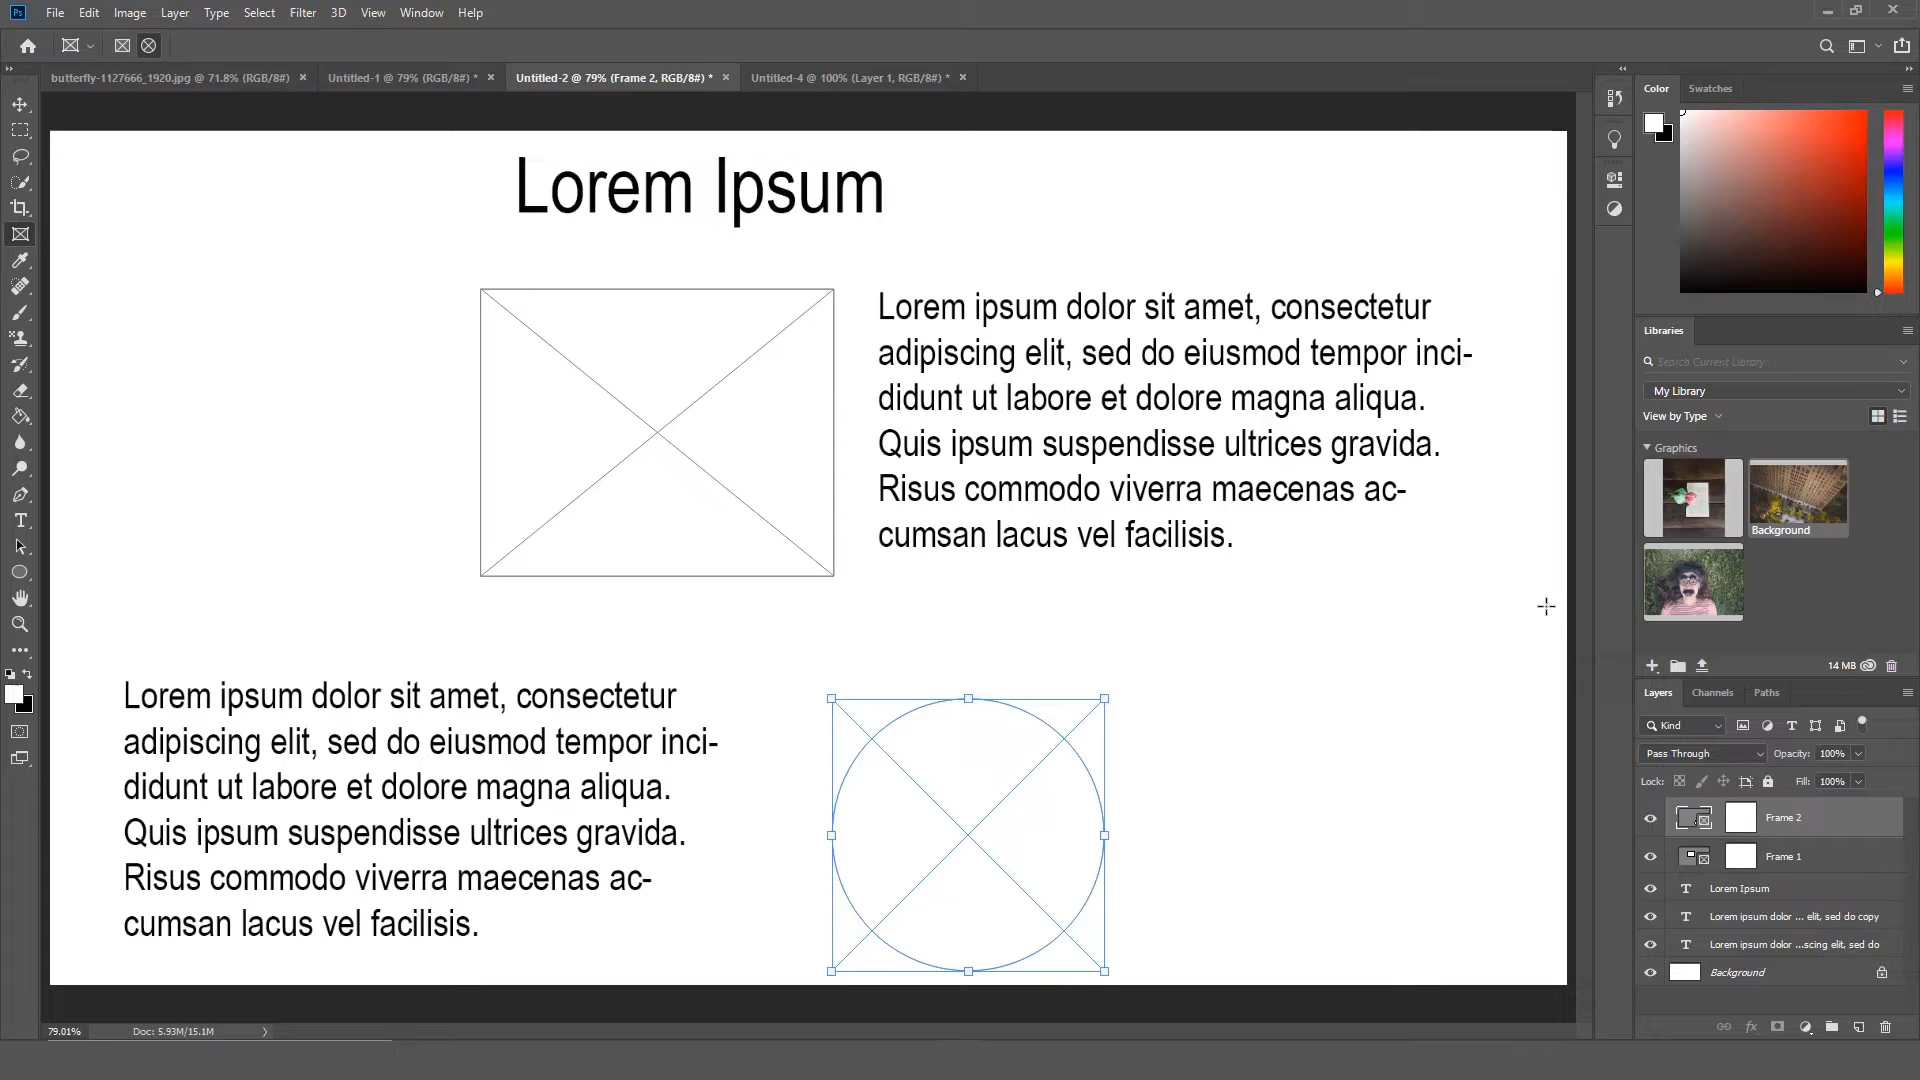 Ps File Edit Image Layer Type Select Filter 3D View Window Help
butterfly-1127666_1920.jpg @ 71.8% (RGB/8#) Untitled-1 @ 79% (RGB/8#) * Untitled-2 @ 79% (Frame 2, RGB/8#) * Untitled-4 @ 100% (Layer 1, RGB/8#) *
Lorem Ipsum
Lorem ipsum dolor sit amet, consectetur
adipiscing elit, sed do eiusmod tempor inci-
didunt ut labore et dolore magna aliqua.
Quis ipsum suspendisse ultrices gravida.
Risus commodo viverra maecenas ac-
cumsan lacus vel facilisis.
Lorem ipsum dolor sit amet, consectetur
adipiscing elit, sed do eiusmod tempor inci-
didunt ut labore et dolore magna aliqua.
Quis ipsum suspendisse ultrices gravida.
Risus commodo viverra maecenas ac-
cumsan lacus vel facilisis.
79.01% Doc: 5.93M/15.1M
Color Swatches
Libraries
Search Current Library
My Library
View by Type
Graphics
Background
14 MB
Layers Channels Paths
Kind
Pass Through Opacity: 100%
Lock: Fill: 100%
Frame 2
Frame 1
Lorem Ipsum
Lorem ipsum dolor ... elit, sed do copy
Lorem ipsum dolor ...scing elit, sed do
Background